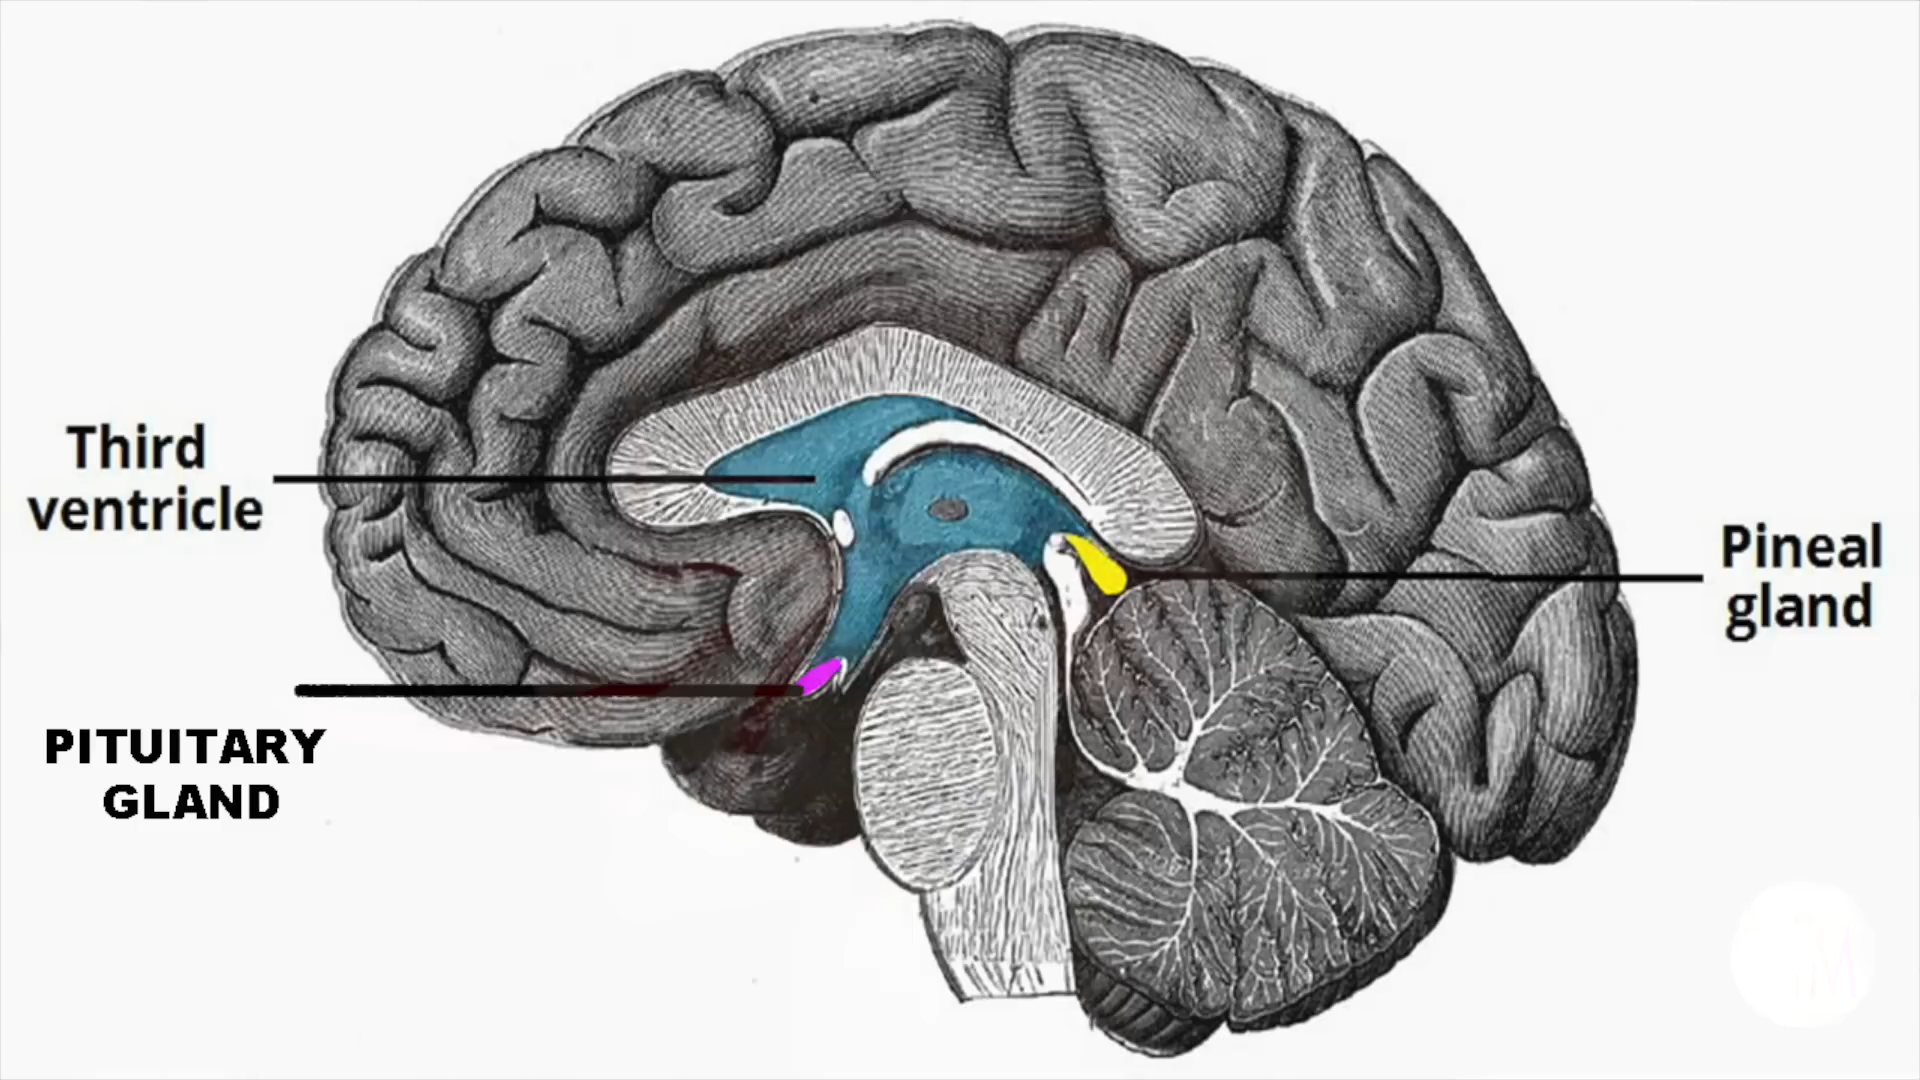 Third
ventricle
Pineal
gland
PITUITARY
GLAND